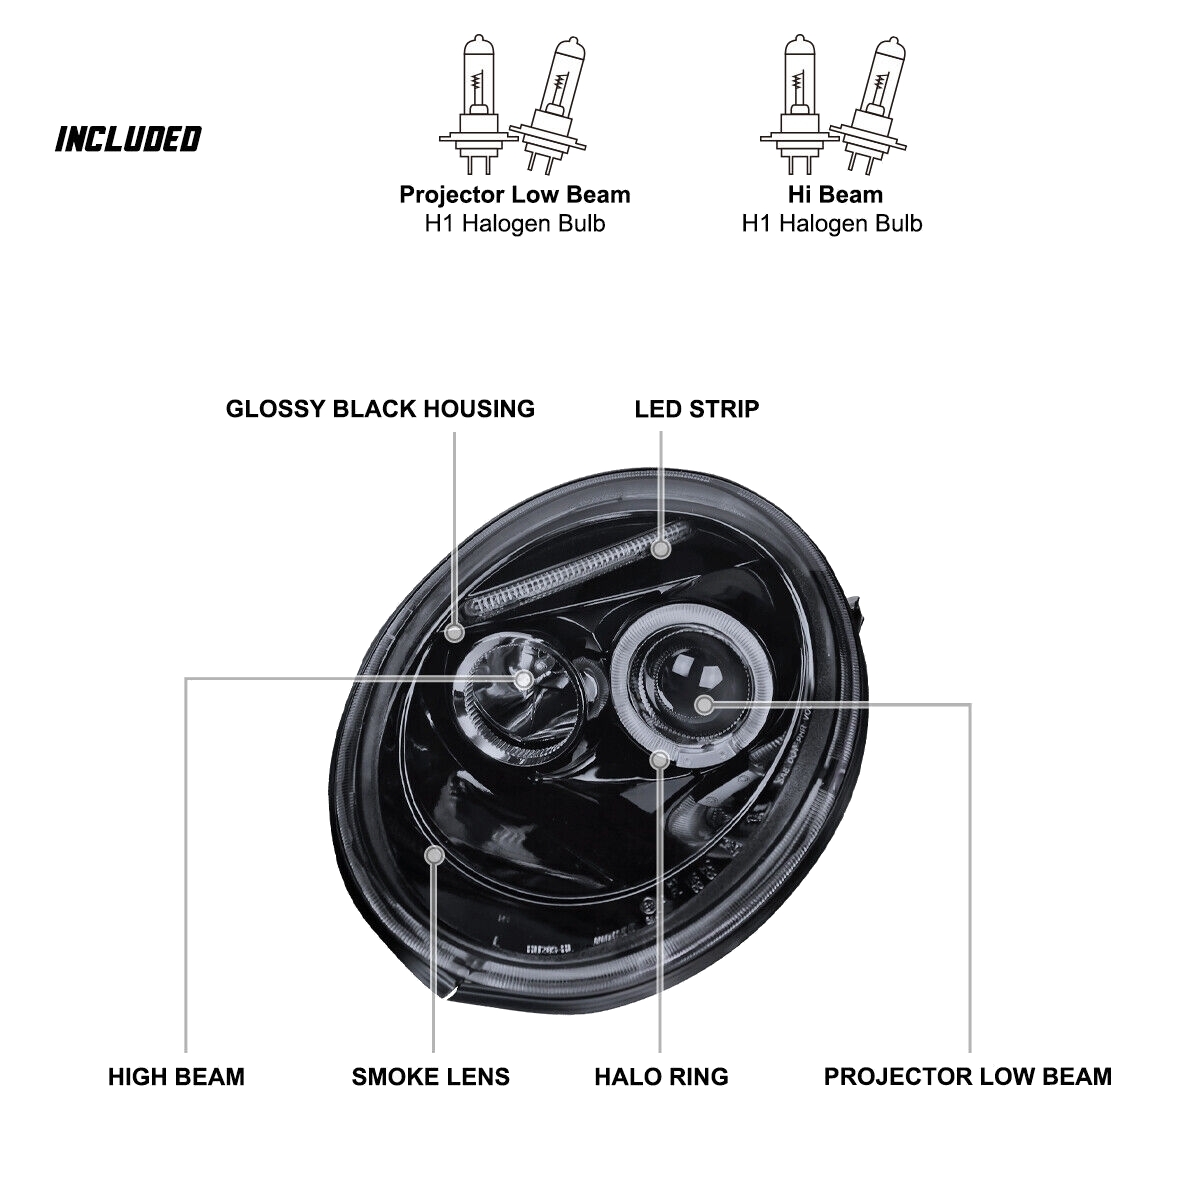 INCLUDED
Projector Low Beam
H1 Halogen Bulb
Hi Beam
H1 Halogen Bulb
GLOSSY BLACK HOUSING
LED STRIP
SAE
L
HIGH BEAM
SMOKE LENS
HALO RING
PROJECTOR LOW BEAM